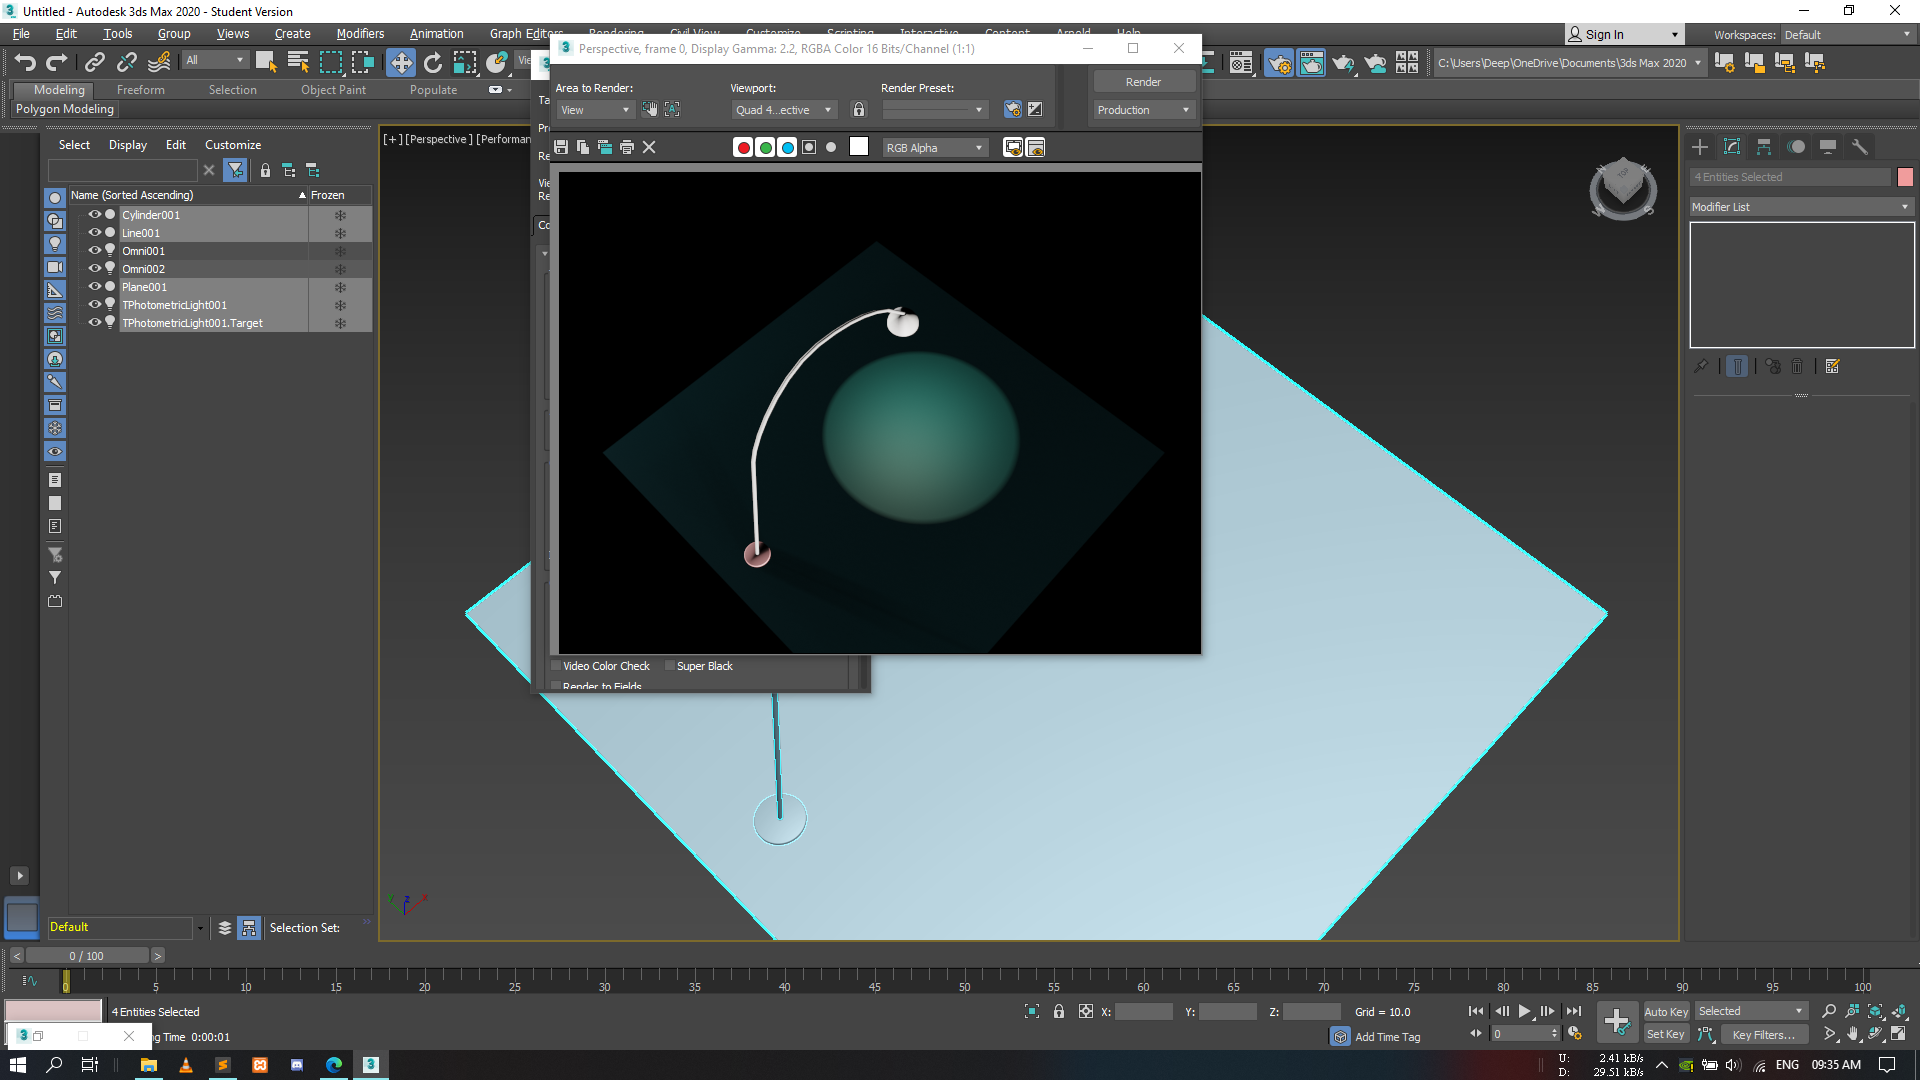 Untitled - Autodesk 3ds Max 2020 - Student Version
File Edit Tools Group Views Create Modifiers Animation Graph Editors Rendering Civil View Customize Scripting Interactive Content Arnold Help
Sign In
Workspaces: Default
Perspective, frame 0, Display Gamma: 2.2, RGBA Color 16 Bits/Channel (1:1)
All
C:\Users\Deep\OneDrive\Documents\3ds Max 2020
Modeling Freeform Selection Object Paint Populate
Polygon Modeling
Area to Render:
View
Viewport:
Quad 4...ective
Render Preset:
Render
Production
RGB Alpha
Select Display Edit Customize
[+] [Perspective ] [Performan
Name (Sorted Ascending) Frozen
Cylinder001
Line001
Omni001
Omni002
Plane001
TPhotometricLight001
TPhotometricLight001.Target
4 Entities Selected
Modifier List
Video Color Check Super Black
Render to Fields
Default
Selection Set:
0 / 100
0 5 10 15 20 25 30 35 40 45 50 55 60 65 70 75 80 85 90 95 100
4 Entities Selected
X: Y: Z: Grid = 10.0
Auto Key Selected
ng Time 0:00:01
Add Time Tag
0
Set Key Key Filters...
U: 2.41 kB/s
D: 29.51 kB/s
ENG 09:35 AM